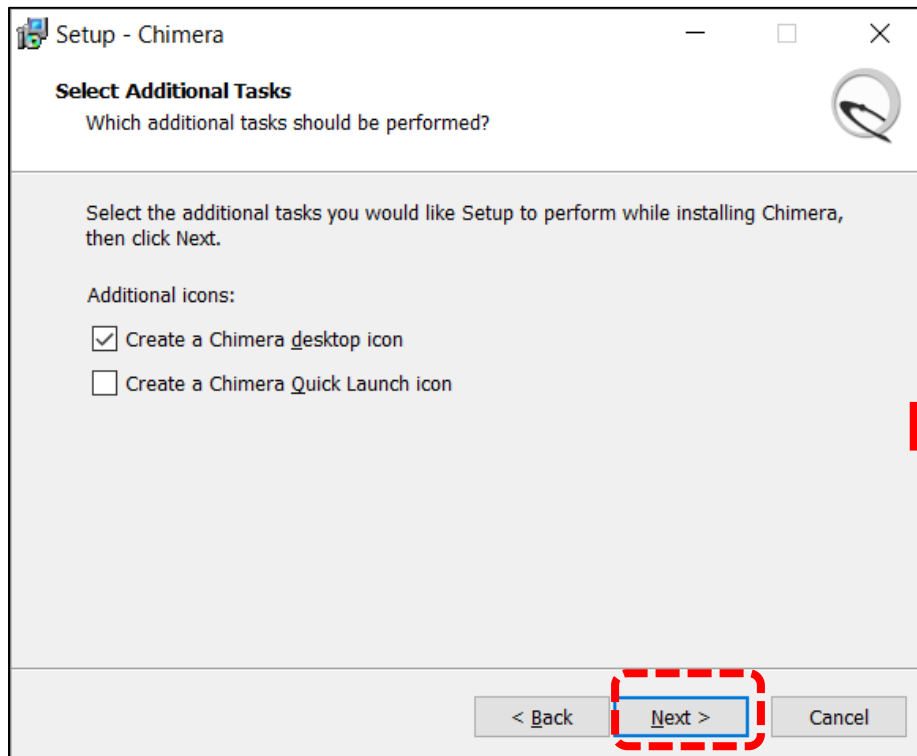 Setup - Chimera
Select Additional Tasks
Which additional tasks should be performed?
Select the additional tasks you would like Setup to perform while installing Chimera,
then click Next.
Additional icons:
Create a Chimera desktop icon
Create a Chimera Quick Launch icon
< Back Next > Cancel